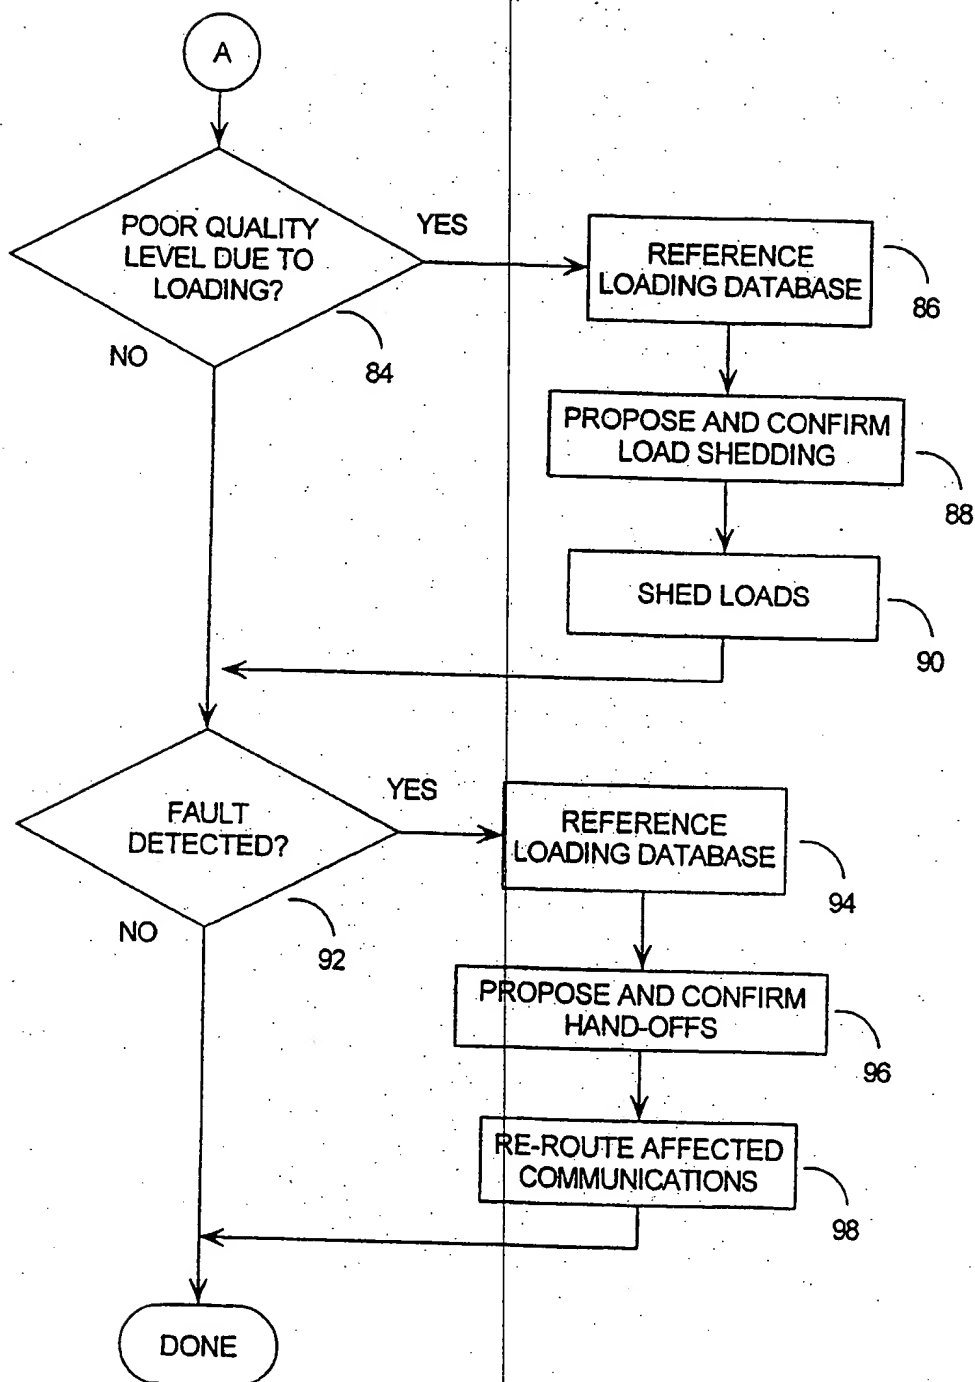 A
POOR QUALITY
LEVEL DUE TO
LOADING?
YES
NO
84
REFERENCE
LOADING DATABASE
86
PROPOSE AND CONFIRM
LOAD SHEDDING
88
SHED LOADS
90
FAULT
DETECTED?
YES
NO
92
REFERENCE
LOADING DATABASE
94
PROPOSE AND CONFIRM
HAND-OFFS
96
RE-ROUTE AFFECTED
COMMUNICATIONS
98
DONE